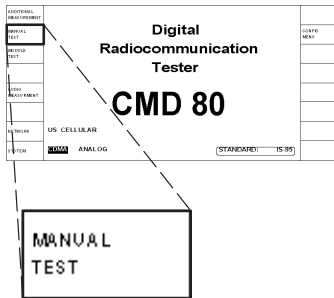 ADDITIONAL
MEASUREMENT
MANUAL
TEST
MODULE
TEST
AUDIO
MEASUREMENT
NETWORK
SYSTEM
Digital
Radiocommunication
Tester
CMD 80
US CELLULAR
CDMA ANALOG
STANDARD: IS-95
CONFIG
MENU
MANUAL
TEST